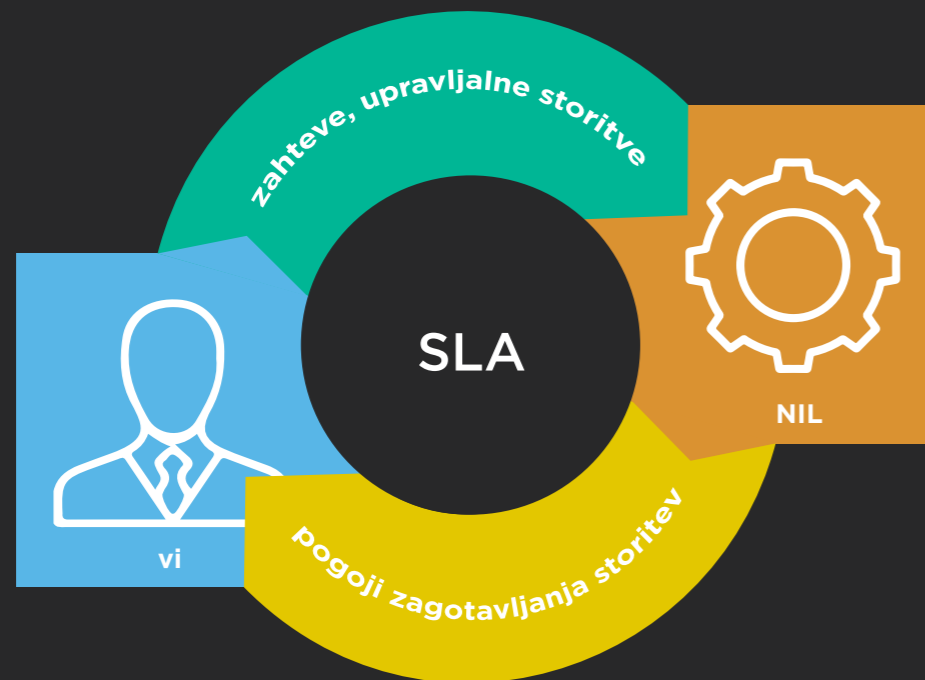 zahteve, upravljalne storitve
NIL
SLA
vi
pogoji zagotavljanja storitev